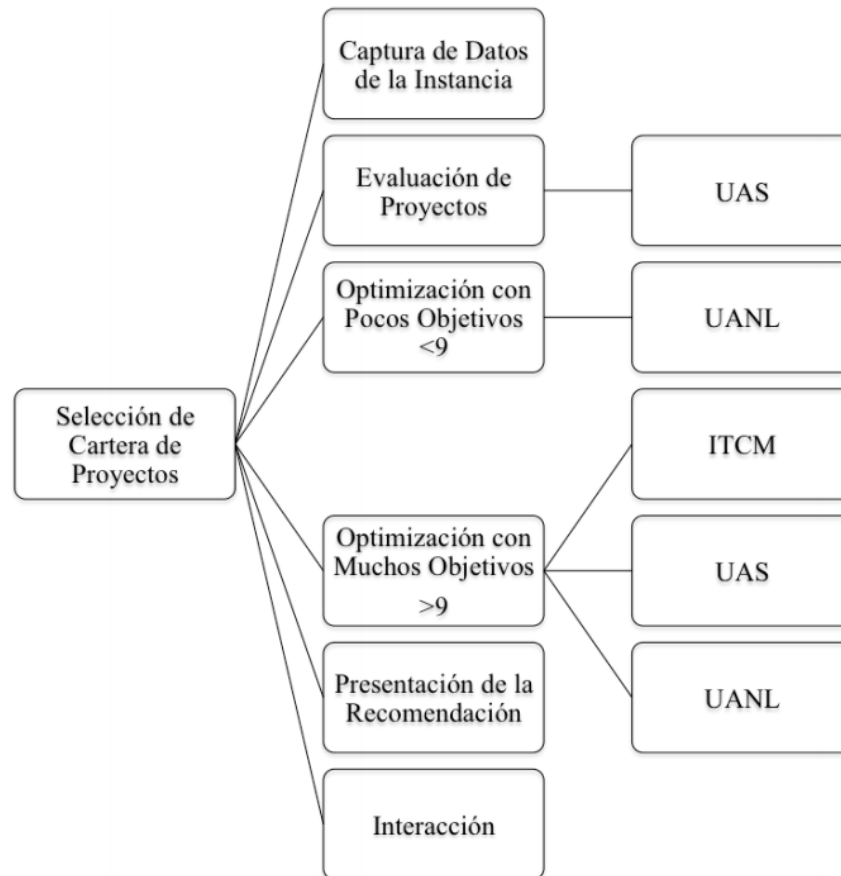 Captura de Datos
de la Instancia
Evaluación de
Proyectos
UAS
Optimización con
Pocos Objetivos
<9
UANL
Selección de
Cartera de
Proyectos
ITCM
Optimización con
Muchos Objetivos
>9
UAS
Presentación de la
Recomendación
UANL
Interacción